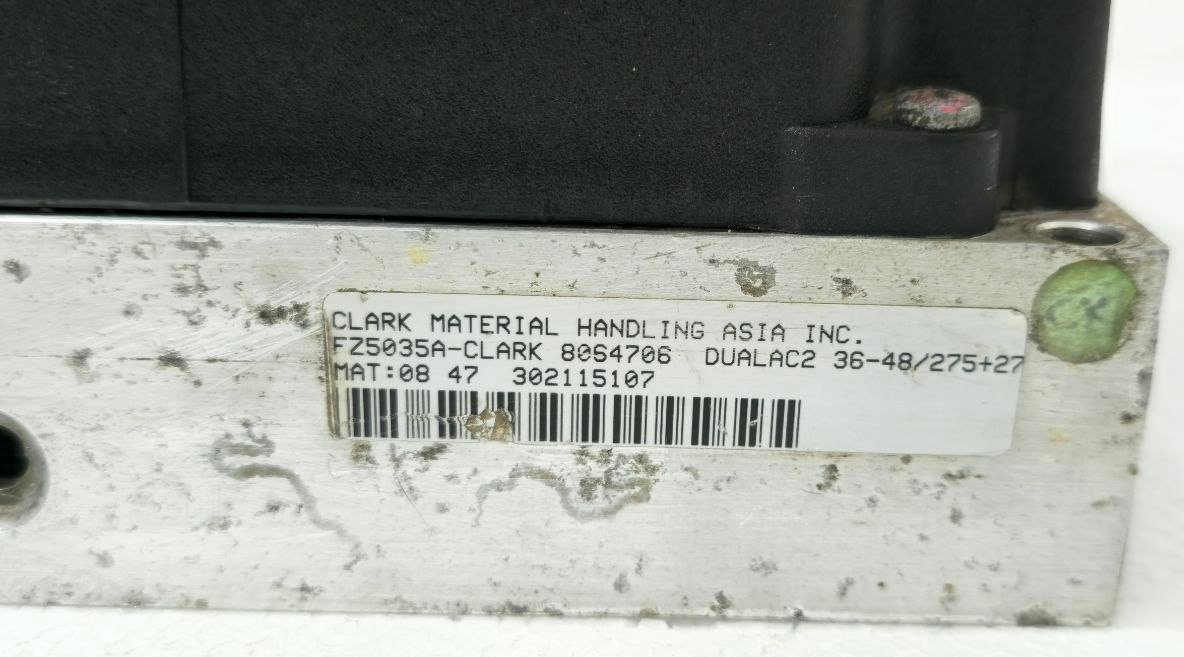 CLARK MATERIAL HANDLING ASIA INC.
FZ5035A-CLARK 8064706 DUALAC2 36-48/275+27
MAT:08 47 302115107